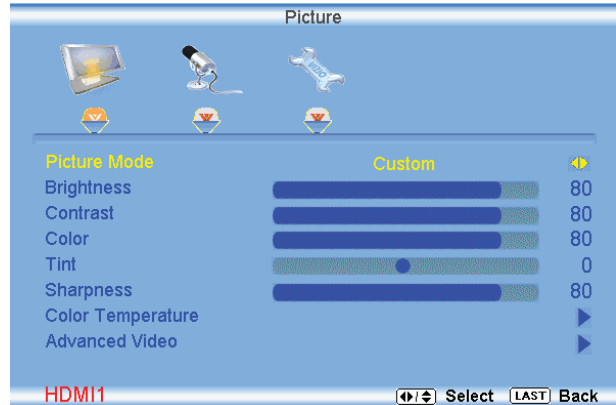 Picture
VIZIO
Picture Mode Custom
Brightness 80
Contrast 80
Color 80
Tint 0
Sharpness 80
Color Temperature
Advanced Video
HDMI1 Select LAST Back